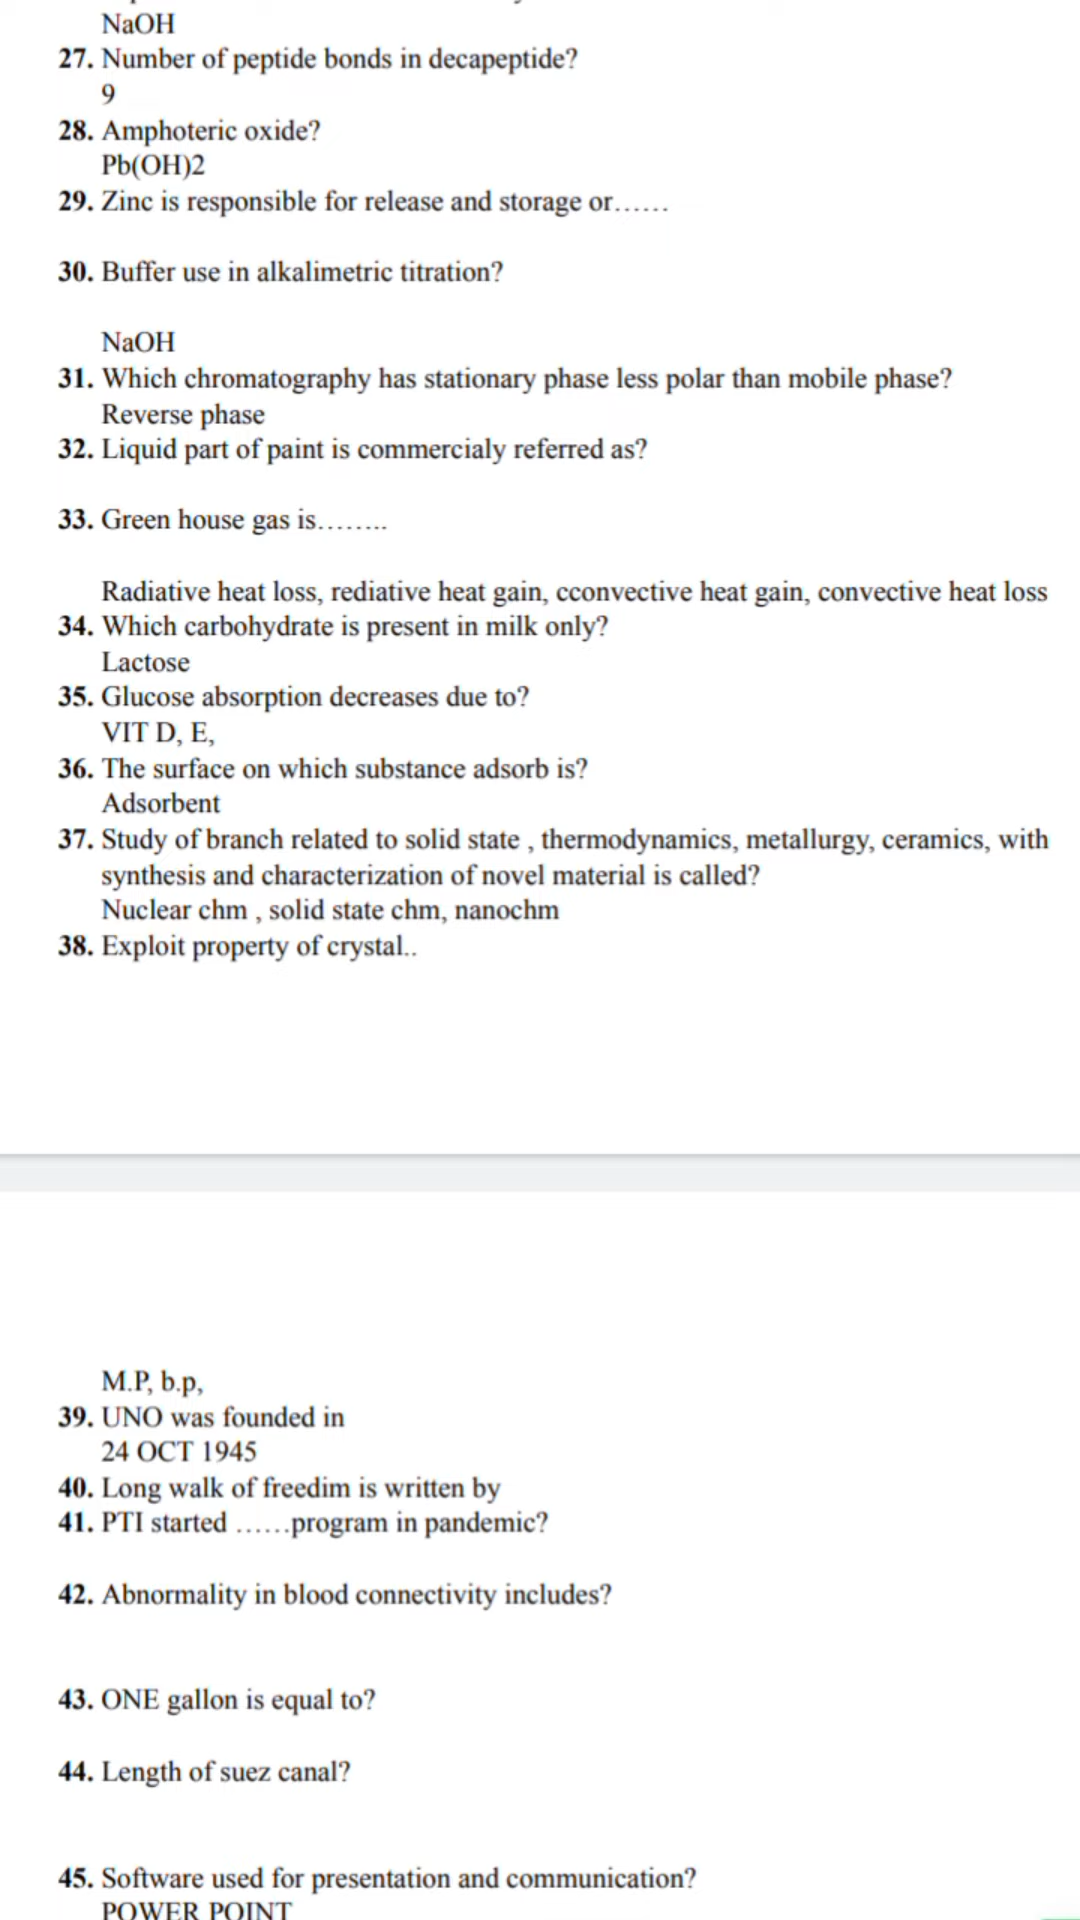 NaOH
27. Number of peptide bonds in decapeptide?
9
28. Amphoteric oxide?
Pb(OH)2
29. Zinc is responsible for release and storage or......
30. Buffer use in alkalimetric titration?
NaOH
31. Which chromatography has stationary phase less polar than mobile phase?
Reverse phase
32. Liquid part of paint is commercialy referred as?
33. Green house gas is........
Radiative heat loss, rediative heat gain, cconvective heat gain, convective heat loss
34. Which carbohydrate is present in milk only?
Lactose
35. Glucose absorption decreases due to?
VIT D, E,
36. The surface on which substance adsorb is?
Adsorbent
37. Study of branch related to solid state , thermodynamics, metallurgy, ceramics, with
synthesis and characterization of novel material is called?
Nuclear chm , solid state chm, nanochm
38. Exploit property of crystal..
M.P, b.p,
39. UNO was founded in
24 OCT 1945
40. Long walk of freedim is written by
41. PTI started ......program in pandemic?
42. Abnormality in blood connectivity includes?
43. ONE gallon is equal to?
44. Length of suez canal?
45. Software used for presentation and communication?
POWER POINT